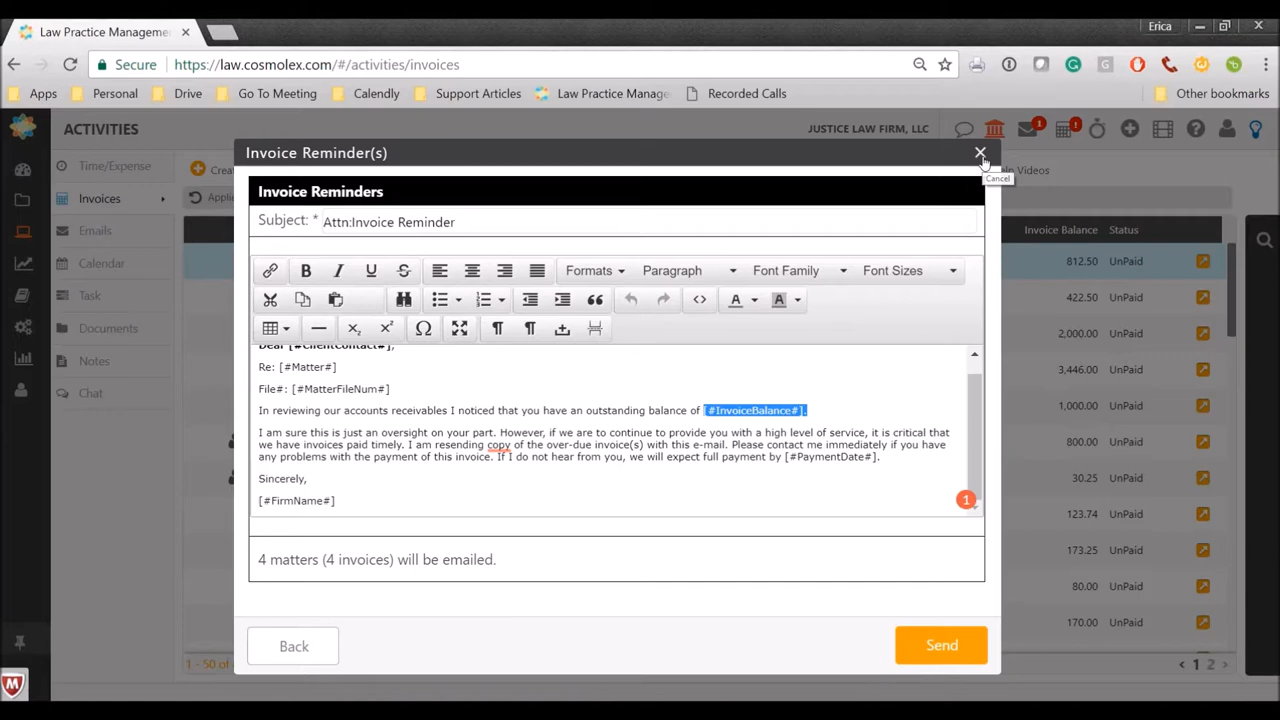 Law Practice Manageme
Erica
Secure
https://law.cosmolex.com/#/activities/invoices
Apps Personal Drive Go To Meeting Calendly Support Articles Law Practice Manage Recorded Calls Other bookmarks
ACTIVITIES
JUSTICE LAW FIRM, LLC
1
!
Time/Expense
Invoices
Emails
Calendar
Task
Documents
Notes
Chat
Crea
Applie
Invoice Reminder(s)
Cancel
Invoice Reminders
Subject: * Attn:Invoice Reminder
B I U S Formats Paragraph Font Family Font Sizes
A A
Dear [#ClientContact#],
Re: [#Matter#]
File#: [#MatterFileNum#]
In reviewing our accounts receivables I noticed that you have an outstanding balance of [#InvoiceBalance#].
I am sure this is just an oversight on your part. However, if we are to continue to provide you with a high level of service, it is critical that
we have invoices paid timely. I am resending copy of the over-due invoice(s) with this e-mail. Please contact me immediately if you have
any problems with the payment of this invoice. If I do not hear from you, we will expect full payment by [#PaymentDate#].
Sincerely,
[#FirmName#]
1
4 matters (4 invoices) will be emailed.
Back
Send
Videos
Invoice Balance Status
812.50 UnPaid
422.50 UnPaid
2,000.00 UnPaid
3,446.00 UnPaid
1,000.00 UnPaid
800.00 UnPaid
30.25 UnPaid
123.74 UnPaid
173.25 UnPaid
80.00 UnPaid
170.00 UnPaid
1 - 50 of
1 2